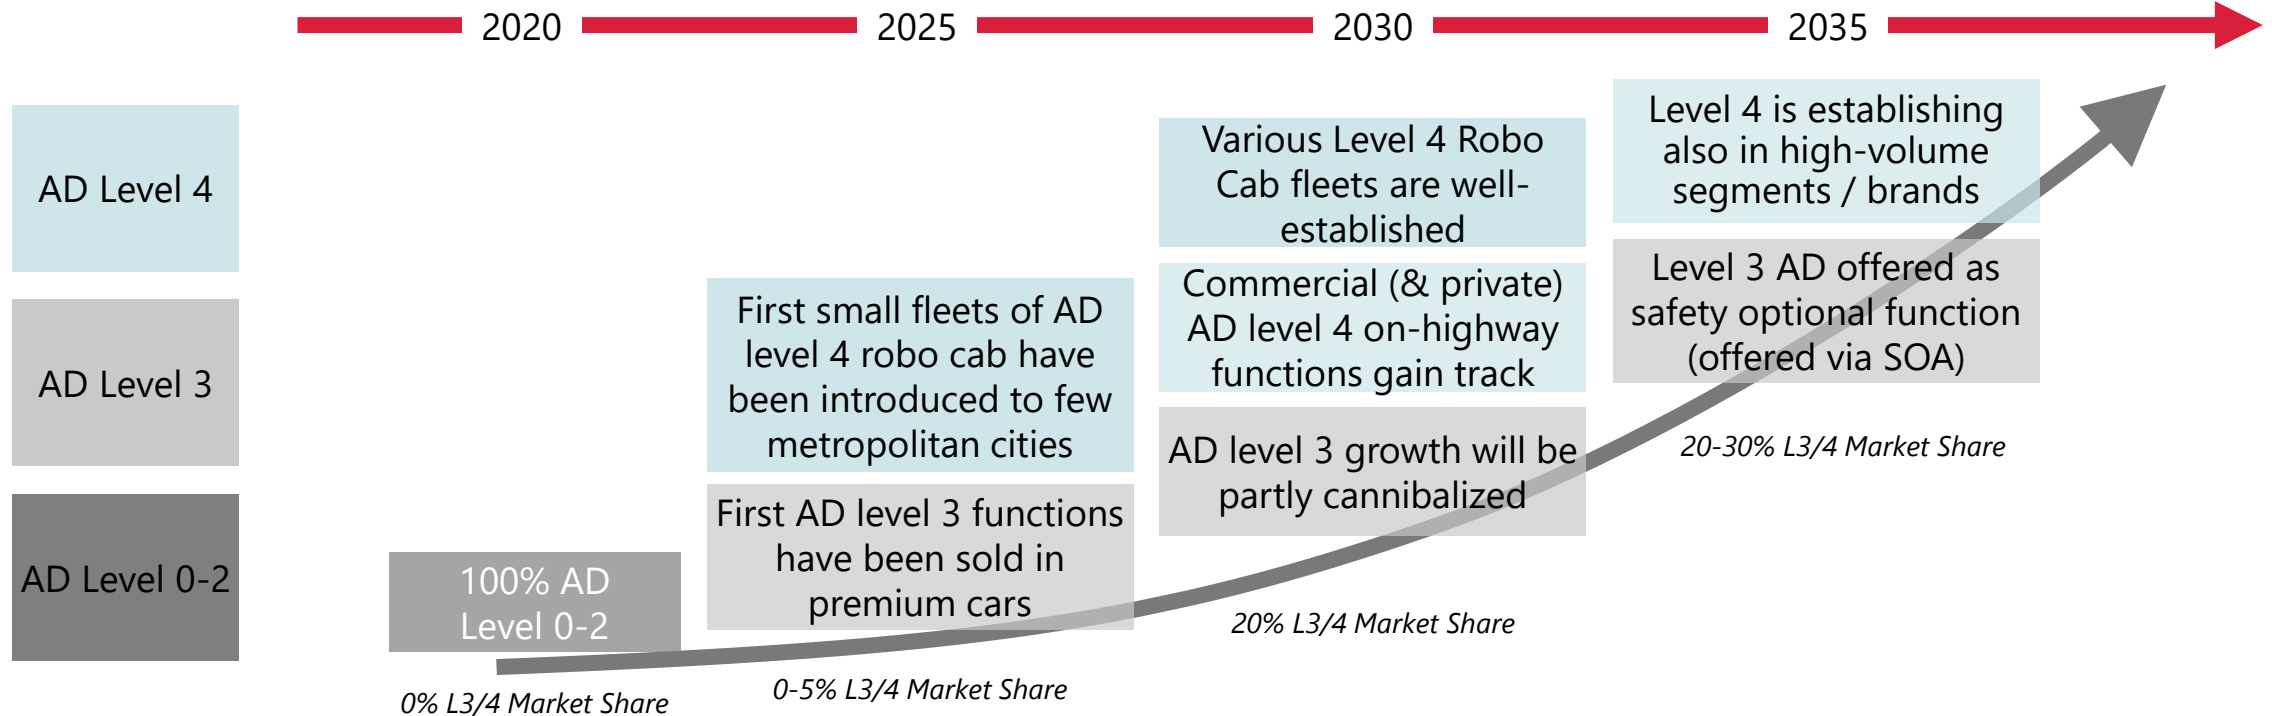 2020
2025
2030
2035
AD Level 4
AD Level 3
AD Level 0-2
100% AD
Level 0-2
0% L3/4 Market Share
First small fleets of AD
level 4 robo cab have
been introduced to few
metropolitan cities
First AD level 3 functions
have been sold in
premium cars
0-5% L3/4 Market Share
Various Level 4 Robo
Cab fleets are well-
established
Commercial (& private)
AD level 4 on-highway
functions gain track
AD level 3 growth will be
partly cannibalized
20% L3/4 Market Share
Level 4 is establishing
also in high-volume
segments / brands
Level 3 AD offered as
safety optional function
(offered via SOA)
20-30% L3/4 Market Share